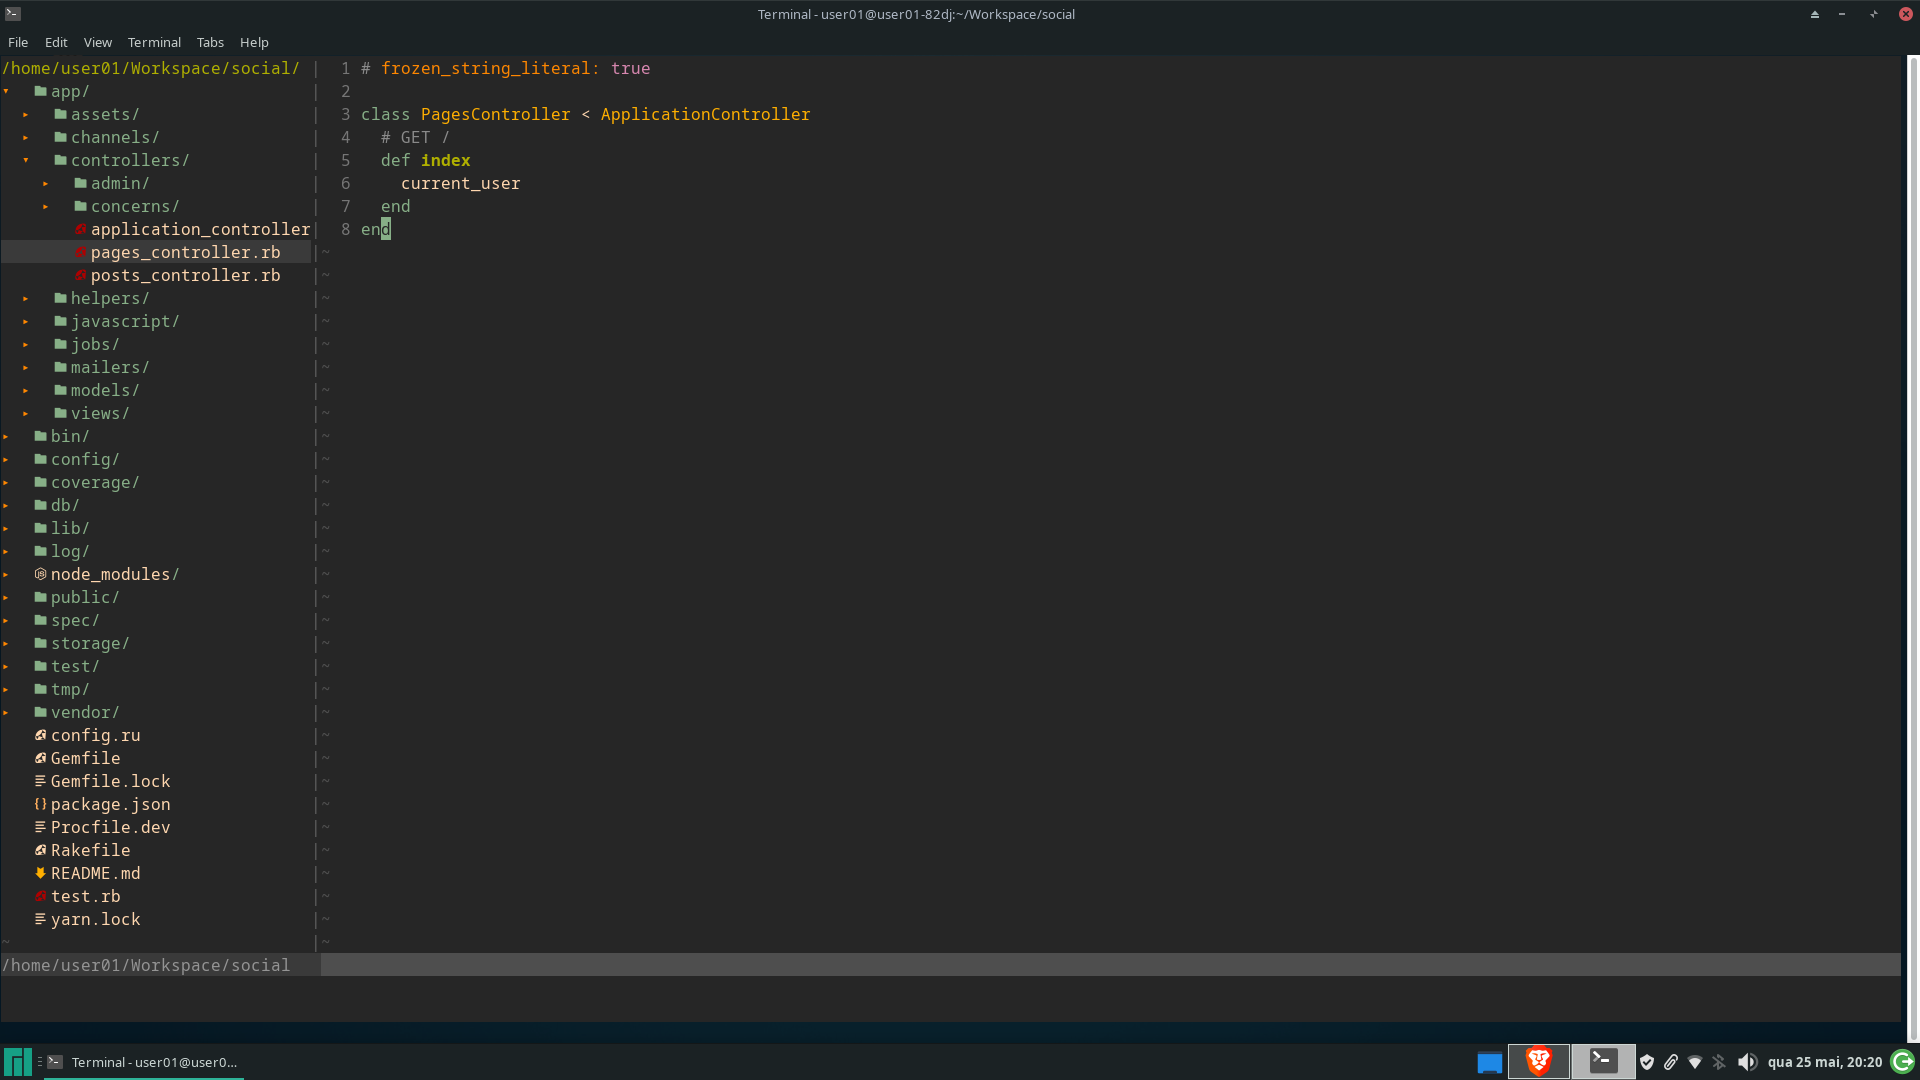 Terminal - user01@user01-82dj:~/Workspace/social
File Edit View Terminal Tabs Help
/home/user01/Workspace/social/
app/
assets/
channels/
controllers/
admin/
concerns/
application_controller
pages_controller.rb
posts_controller.rb
helpers/
javascript/
jobs/
mailers/
models/
views/
bin/
config/
coverage/
db/
lib/
log/
node_modules/
public/
spec/
storage/
test/
tmp/
vendor/
config.ru
Gemfile
Gemfile.lock
package.json
Procfile.dev
Rakefile
README.md
test.rb
yarn.lock
/home/user01/Workspace/social
1 # frozen_string_literal: true
2
3 class PagesController < ApplicationController
4 # GET /
5 def index
6 current_user
7 end
8 end
Terminal - user01@user0...
qua 25 mai, 20:20